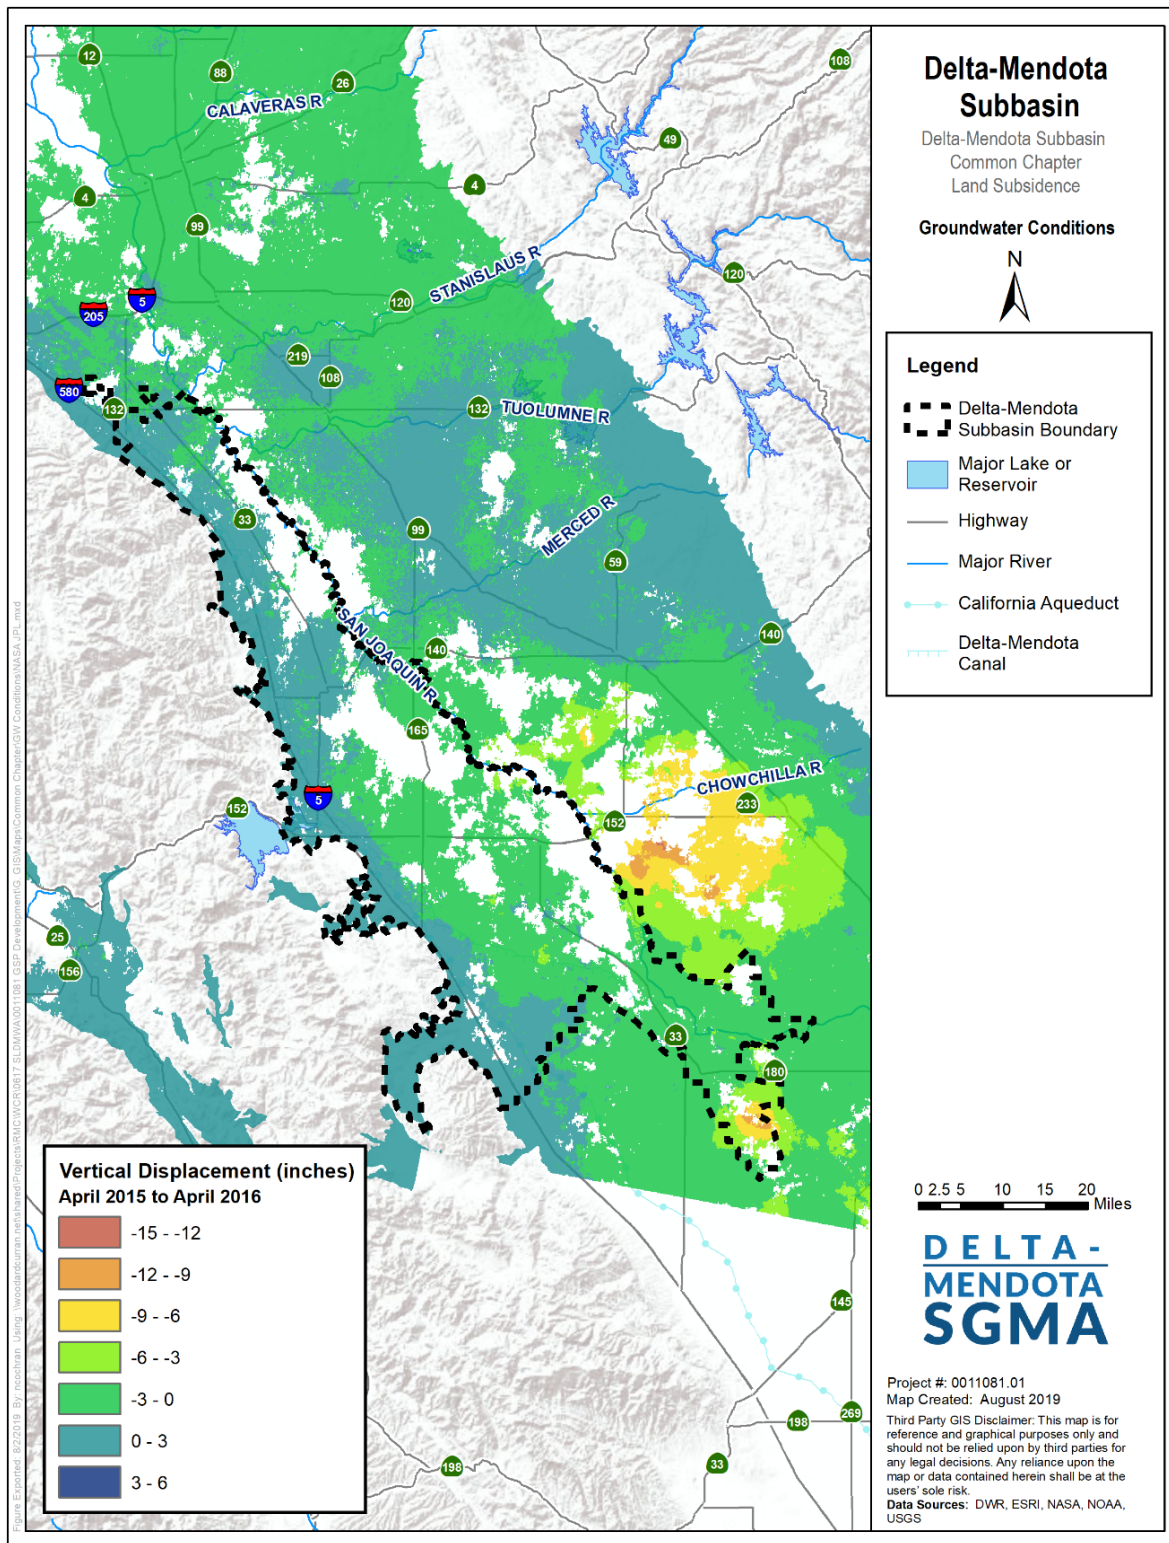 Delta-Mendota
Subbasin
Delta-Mendota Subbasin
Common Chapter
Land Subsidence
Groundwater Conditions
N
Legend
Delta-Mendota
Subbasin Boundary
Major Lake or
Reservoir
Highway
Major River
California Aqueduct
Delta-Mendota
Canal
0 2.5 5 10 15 20
Miles
DELTA-
MENDOTA
SGMA
Project #: 0011081.01
Map Created: August 2019
Third Party GIS Disclaimer: This map is for
reference and graphical purposes only and
should not be relied upon by third parties for
any legal decisions. Any reliance upon the
map or data contained herein shall be at the
users' sole risk.
Data Sources: DWR, ESRI, NASA, NOAA,
USGS
12
88
26
108
CALAVERAS R
49
4
4
99
STANISLAUS R
120
5
205
120
219
108
580
132
132
TUOLUMNE R
33
99
MERCED R
59
SAN JOAQUIN R
140
140
165
CHOWCHILLA R
5
152
233
152
25
156
33
180
145
198
269
198
33
Vertical Displacement (inches)
April 2015 to April 2016
-15 - -12
-12 - -9
-9 - -6
-6 - -3
-3 - 0
0 - 3
3 - 6